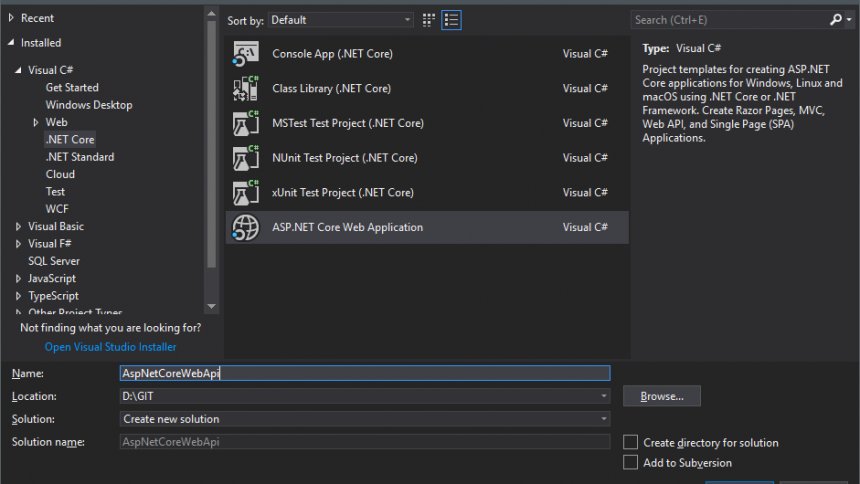 Recent
Installed
Visual C#
Get Started
Windows Desktop
Web
.NET Core
.NET Standard
Cloud
Test
WCF
Visual Basic
Visual F#
SQL Server
JavaScript
TypeScript
Other Project Types
Not finding what you are looking for?
Open Visual Studio Installer
Sort by: Default
Console App (.NET Core) Visual C#
Class Library (.NET Core) Visual C#
MSTest Test Project (.NET Core) Visual C#
NUnit Test Project (.NET Core) Visual C#
xUnit Test Project (.NET Core) Visual C#
ASP.NET Core Web Application Visual C#
Search (Ctrl+E)
Type: Visual C#
Project templates for creating ASP.NET
Core applications for Windows, Linux and
macOS using .NET Core or .NET
Framework. Create Razor Pages, MVC,
Web API, and Single Page (SPA)
Applications.
Name: AspNetCoreWebApi
Location: D:\GIT Browse...
Solution: Create new solution
Solution name: AspNetCoreWebApi
Create directory for solution
Add to Subversion